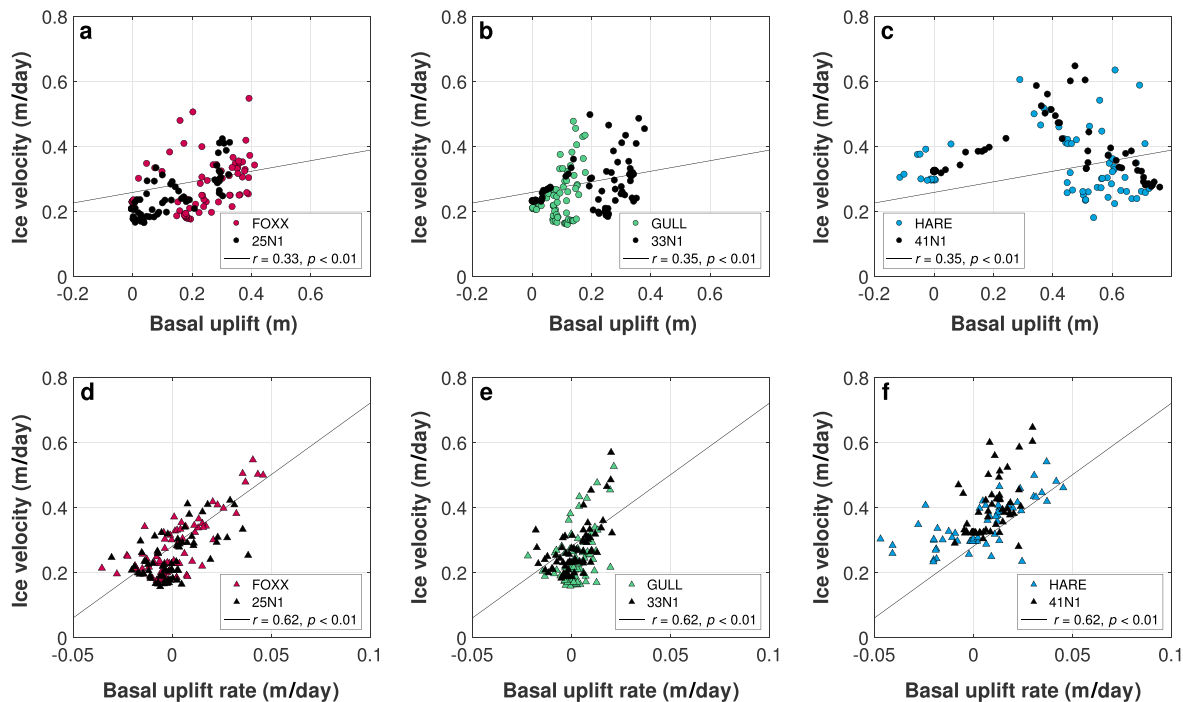 a
Ice velocity (m/day)
0.8
0.6
0.4
0.2
0
-0.2
0
0.2
0.4
0.6
Basal uplift (m)
FOXX
25N1
r = 0.33, p < 0.01
b
Ice velocity (m/day)
0.8
0.6
0.4
0.2
0
-0.2
0
0.2
0.4
0.6
Basal uplift (m)
GULL
33N1
r = 0.35, p < 0.01
c
Ice velocity (m/day)
0.8
0.6
0.4
0.2
0
-0.2
0
0.2
0.4
0.6
Basal uplift (m)
HARE
41N1
r = 0.35, p < 0.01
d
Ice velocity (m/day)
0.8
0.6
0.4
0.2
0
-0.05
0
0.05
0.1
Basal uplift rate (m/day)
FOXX
25N1
r = 0.62, p < 0.01
e
Ice velocity (m/day)
0.8
0.6
0.4
0.2
0
-0.05
0
0.05
0.1
Basal uplift rate (m/day)
GULL
33N1
r = 0.62, p < 0.01
f
Ice velocity (m/day)
0.8
0.6
0.4
0.2
0
-0.05
0
0.05
0.1
Basal uplift rate (m/day)
HARE
41N1
r = 0.62, p < 0.01